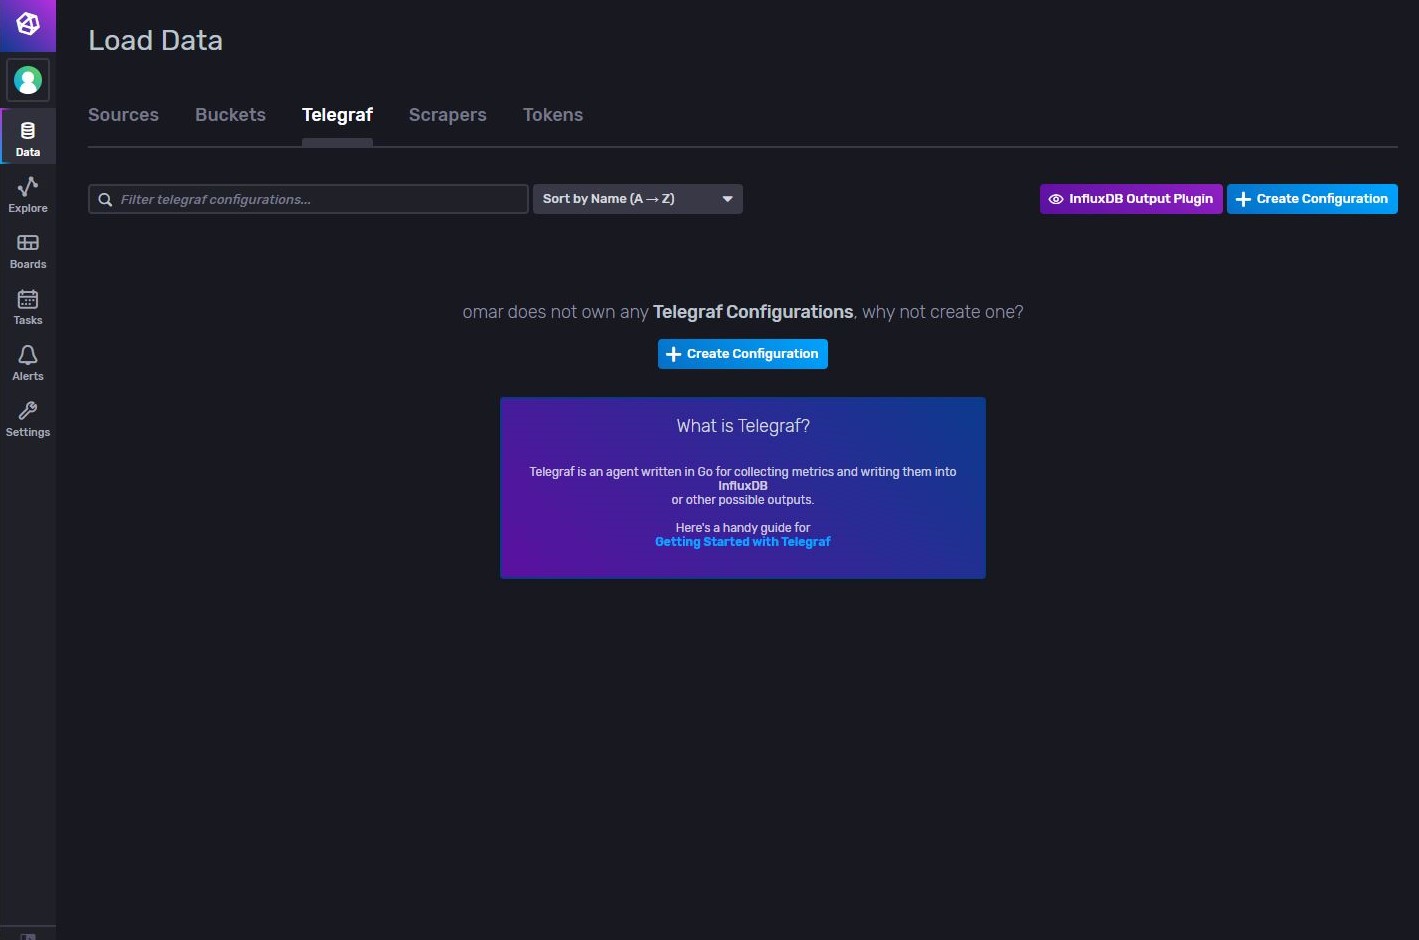 Load Data
Sources
Buckets
Telegraf
Scrapers
Tokens
Data
Explore
Boards
Tasks
Alerts
Settings
Filter telegraf configurations...
Sort by Name (A → Z)
InfluxDB Output Plugin
Create Configuration
omar does not own any Telegraf Configurations, why not create one?
Create Configuration
What is Telegraf?
Telegraf is an agent written in Go for collecting metrics and writing them into
InfluxDB
or other possible outputs.
Here's a handy guide for
Getting Started with Telegraf